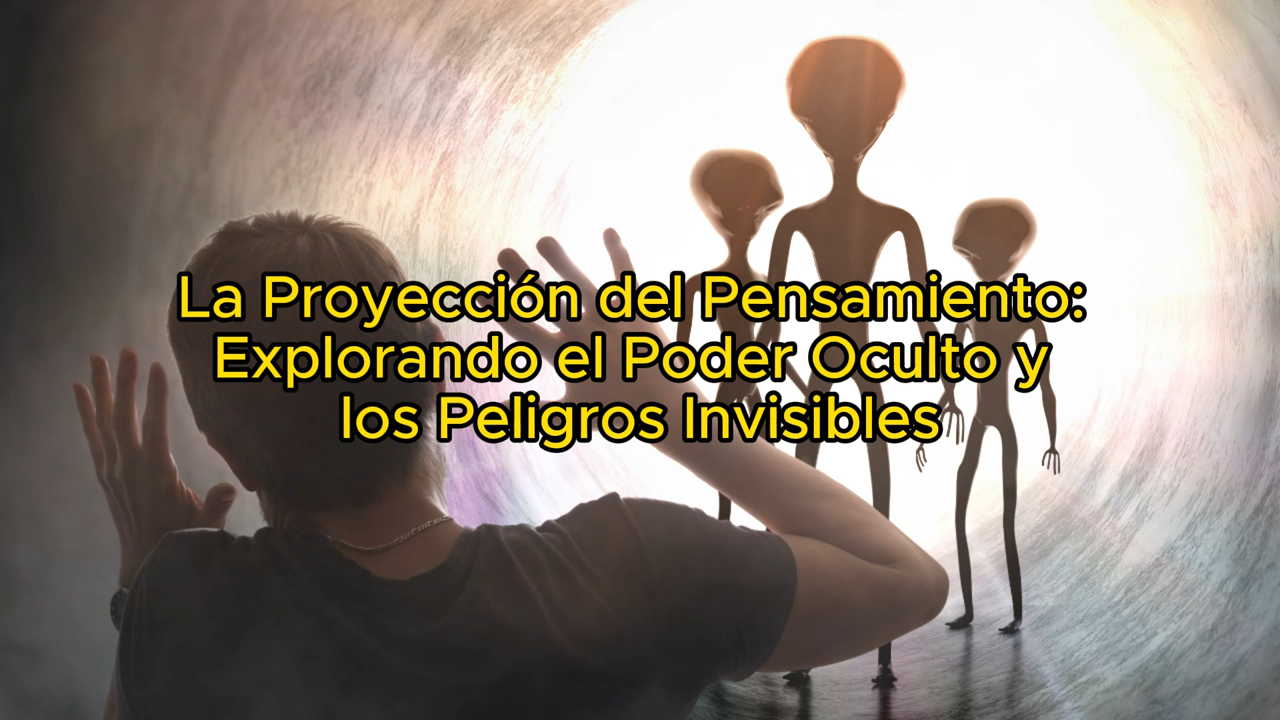 La Proyección del Pensamiento:
Explorando el Poder Oculto y
los Peligros Invisibles